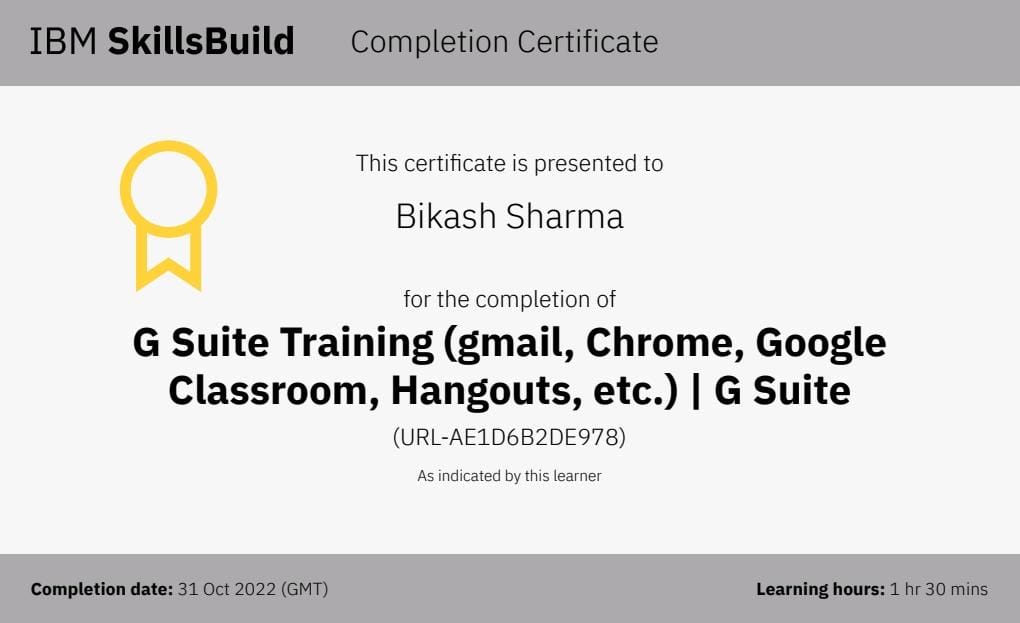 IBM SkillsBuild Completion Certificate
This certificate is presented to
Bikash Sharma
for the completion of
G Suite Training (gmail, Chrome, Google
Classroom, Hangouts, etc.) | G Suite
(URL-AE1D6B2DE978)
As indicated by this learner
Completion date: 31 Oct 2022 (GMT) Learning hours: 1 hr 30 mins